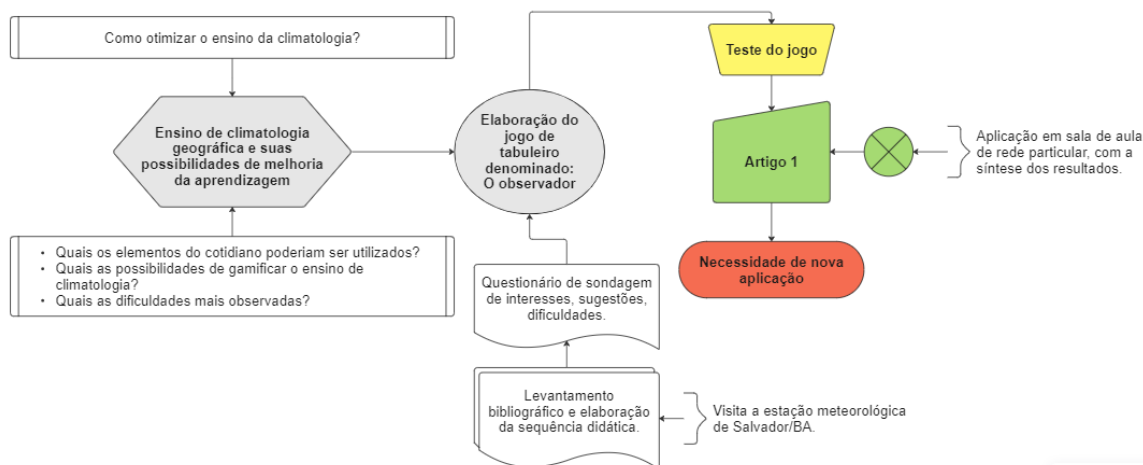 Como otimizar o ensino da climatologia?
Ensino de climatologia
geográfica e suas
possibilidades de melhoria
da aprendizagem
• Quais os elementos do cotidiano poderiam ser utilizados?
• Quais as possibilidades de gamificar o ensino de
climatologia?
• Quais as dificuldades mais observadas?
Elaboração do
jogo de
tabuleiro
denominado:
O observador
Questionário de sondagem
de interesses, sugestões,
dificuldades.
Levantamento
bibliográfico e elaboração
da sequência didática.
Visita a estação meteorológica
de Salvador/BA.
Teste do jogo
Artigo 1
Aplicação em sala de aula
de rede particular, com a
síntese dos resultados.
Necessidade de nova
aplicação